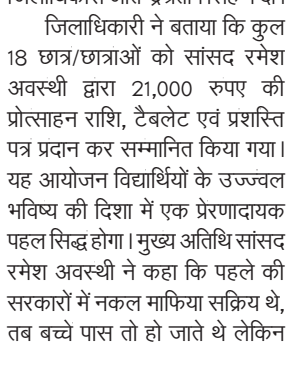 जिलाधिकारी ने बताया कि कुल
18 छात्र/छात्राओं को सांसद रमेश
अवस्थी द्वारा 21,000 रुपए की
प्रोत्साहन राशि, टैबलेट एवं प्रशस्ति
पत्र प्रदान कर सम्मानित किया गया।
यह आयोजन विद्यार्थियों के उज्ज्वल
भविष्य की दिशा में एक प्रेरणादायक
पहल सिद्ध होगा। मुख्य अतिथि सांसद
रमेश अवस्थी ने कहा कि पहले की
सरकारों में नकल माफिया सक्रिय थे,
तब बच्चे पास तो हो जाते थे लेकिन